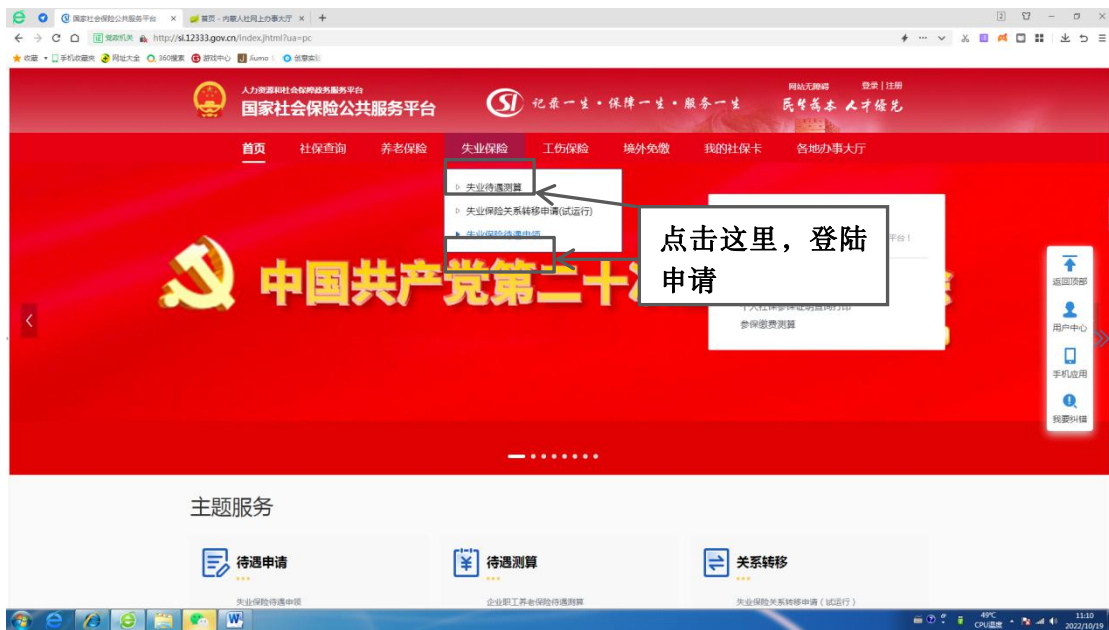 国家社会保险公共服务平台
首页 - 内蒙人社网上办事大厅
党政机关
http://si.12333.gov.cn/index.jhtml?ua=pc
收藏
手机收藏夹
网址大全
360搜索
游戏中心
人力资源和社会保障政务服务平台
国家社会保险公共服务平台
记录一生·保障一生·服务一生
网站无障碍
登录 | 注册
民生为本 人才优先
首页
社保查询
养老保险
失业保险
工伤保险
境外免缴
我的社保卡
各地办事大厅
失业待遇测算
失业保险关系转移申请(试运行)
失业保险待遇申领
点击这里，登陆
申请
平台！
中国共产党第二十
参保缴费测算
返回顶部
用户中心
手机应用
我要纠错
主题服务
待遇申请
待遇测算
关系转移
失业保险待遇申领
企业职工养老保险待遇测算
失业保险关系转移申请（试运行）
49℃
CPU温度
11:10
2022/10/19